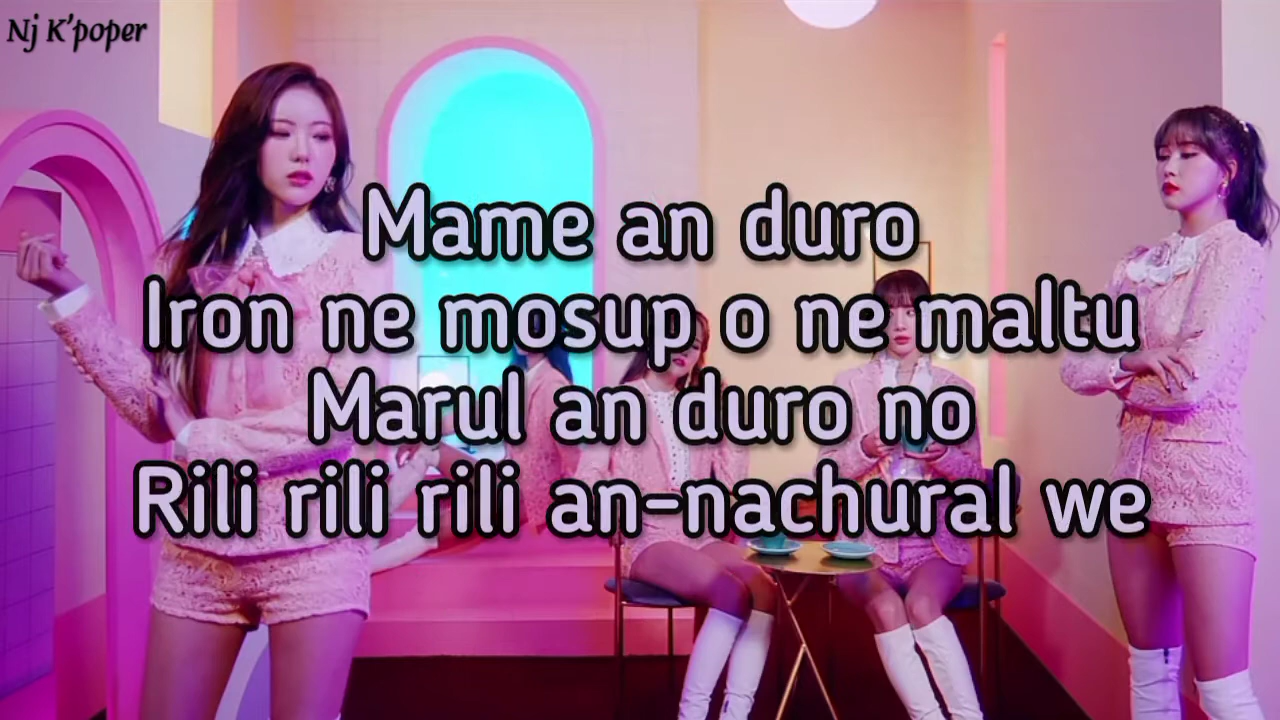 Nj K'poper
Mame an duro
Iron ne mosup o ne maltu
Marul an duro no
Rili rili rili an-nachural we